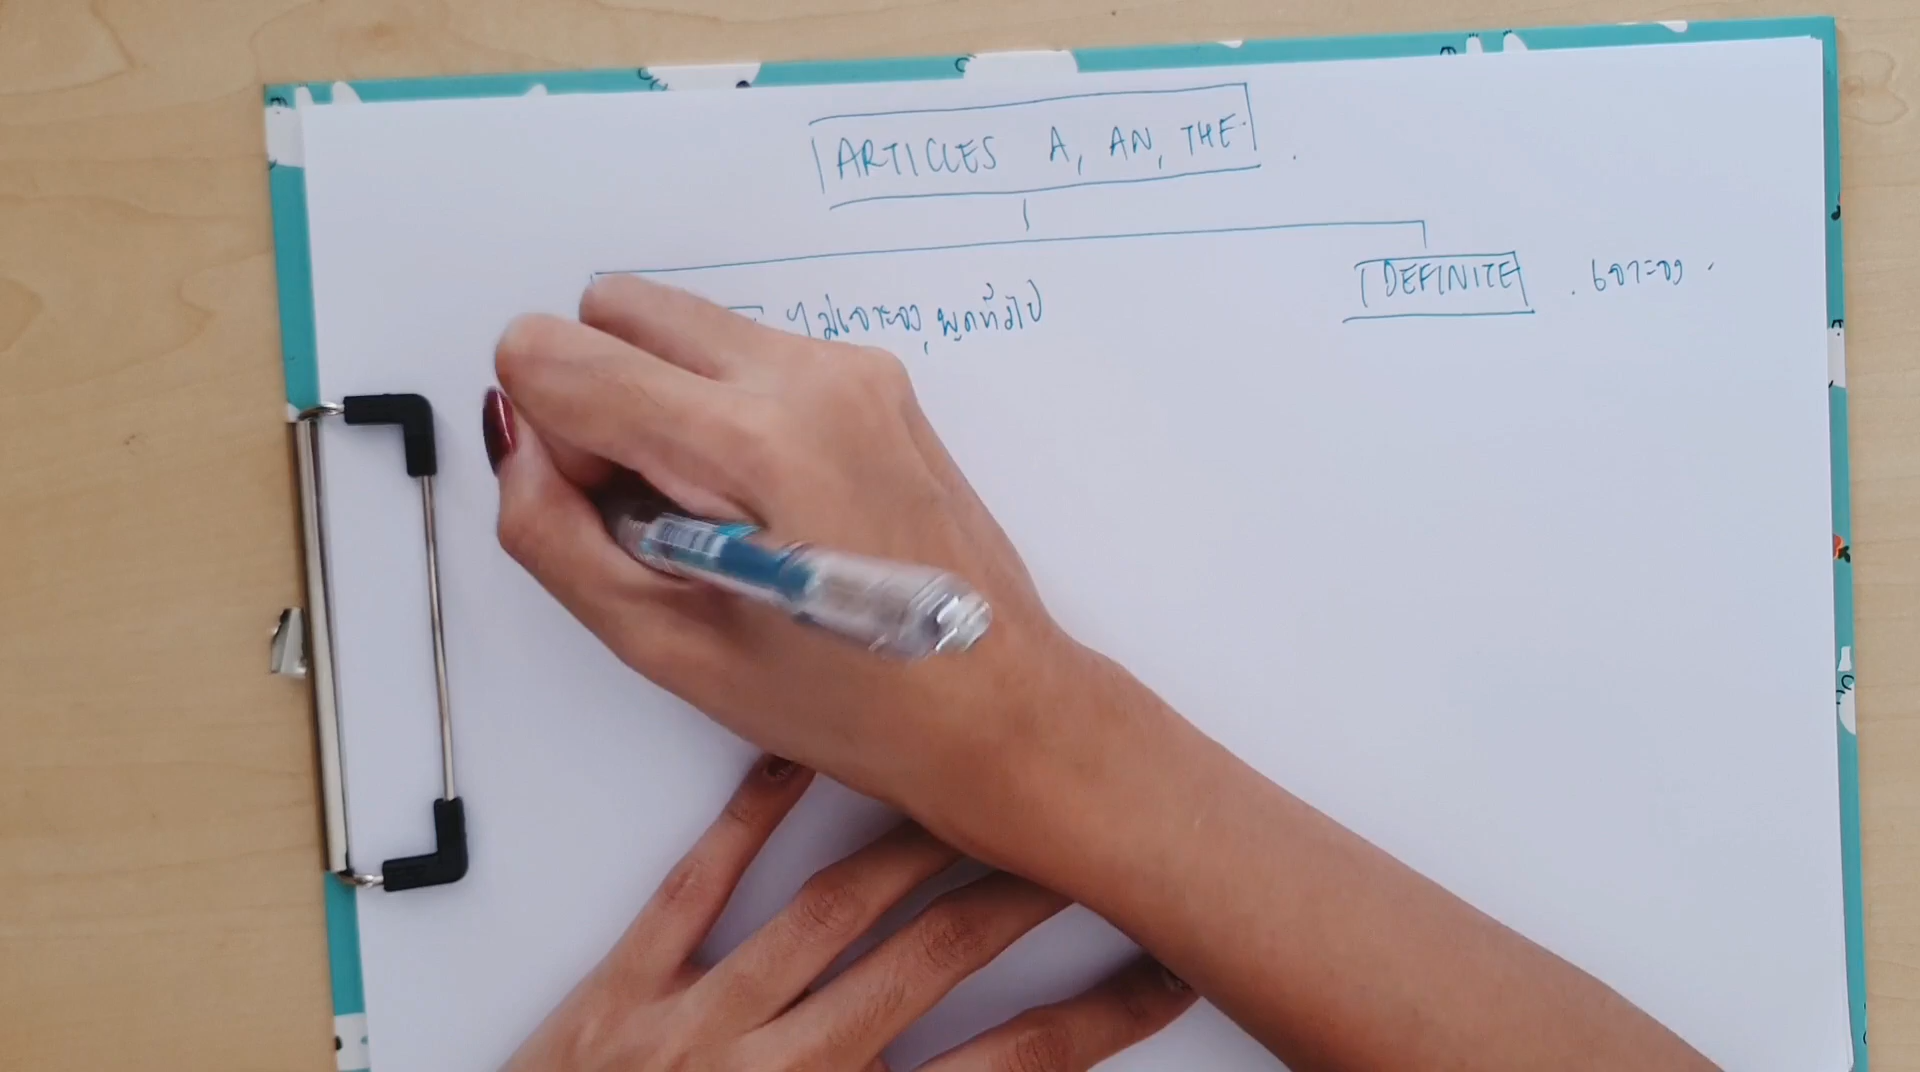 ARTICLES A, AN, THE.
ไม่เจาะจง, พูดทั่วไป
DEFINITE . เจาะจง .